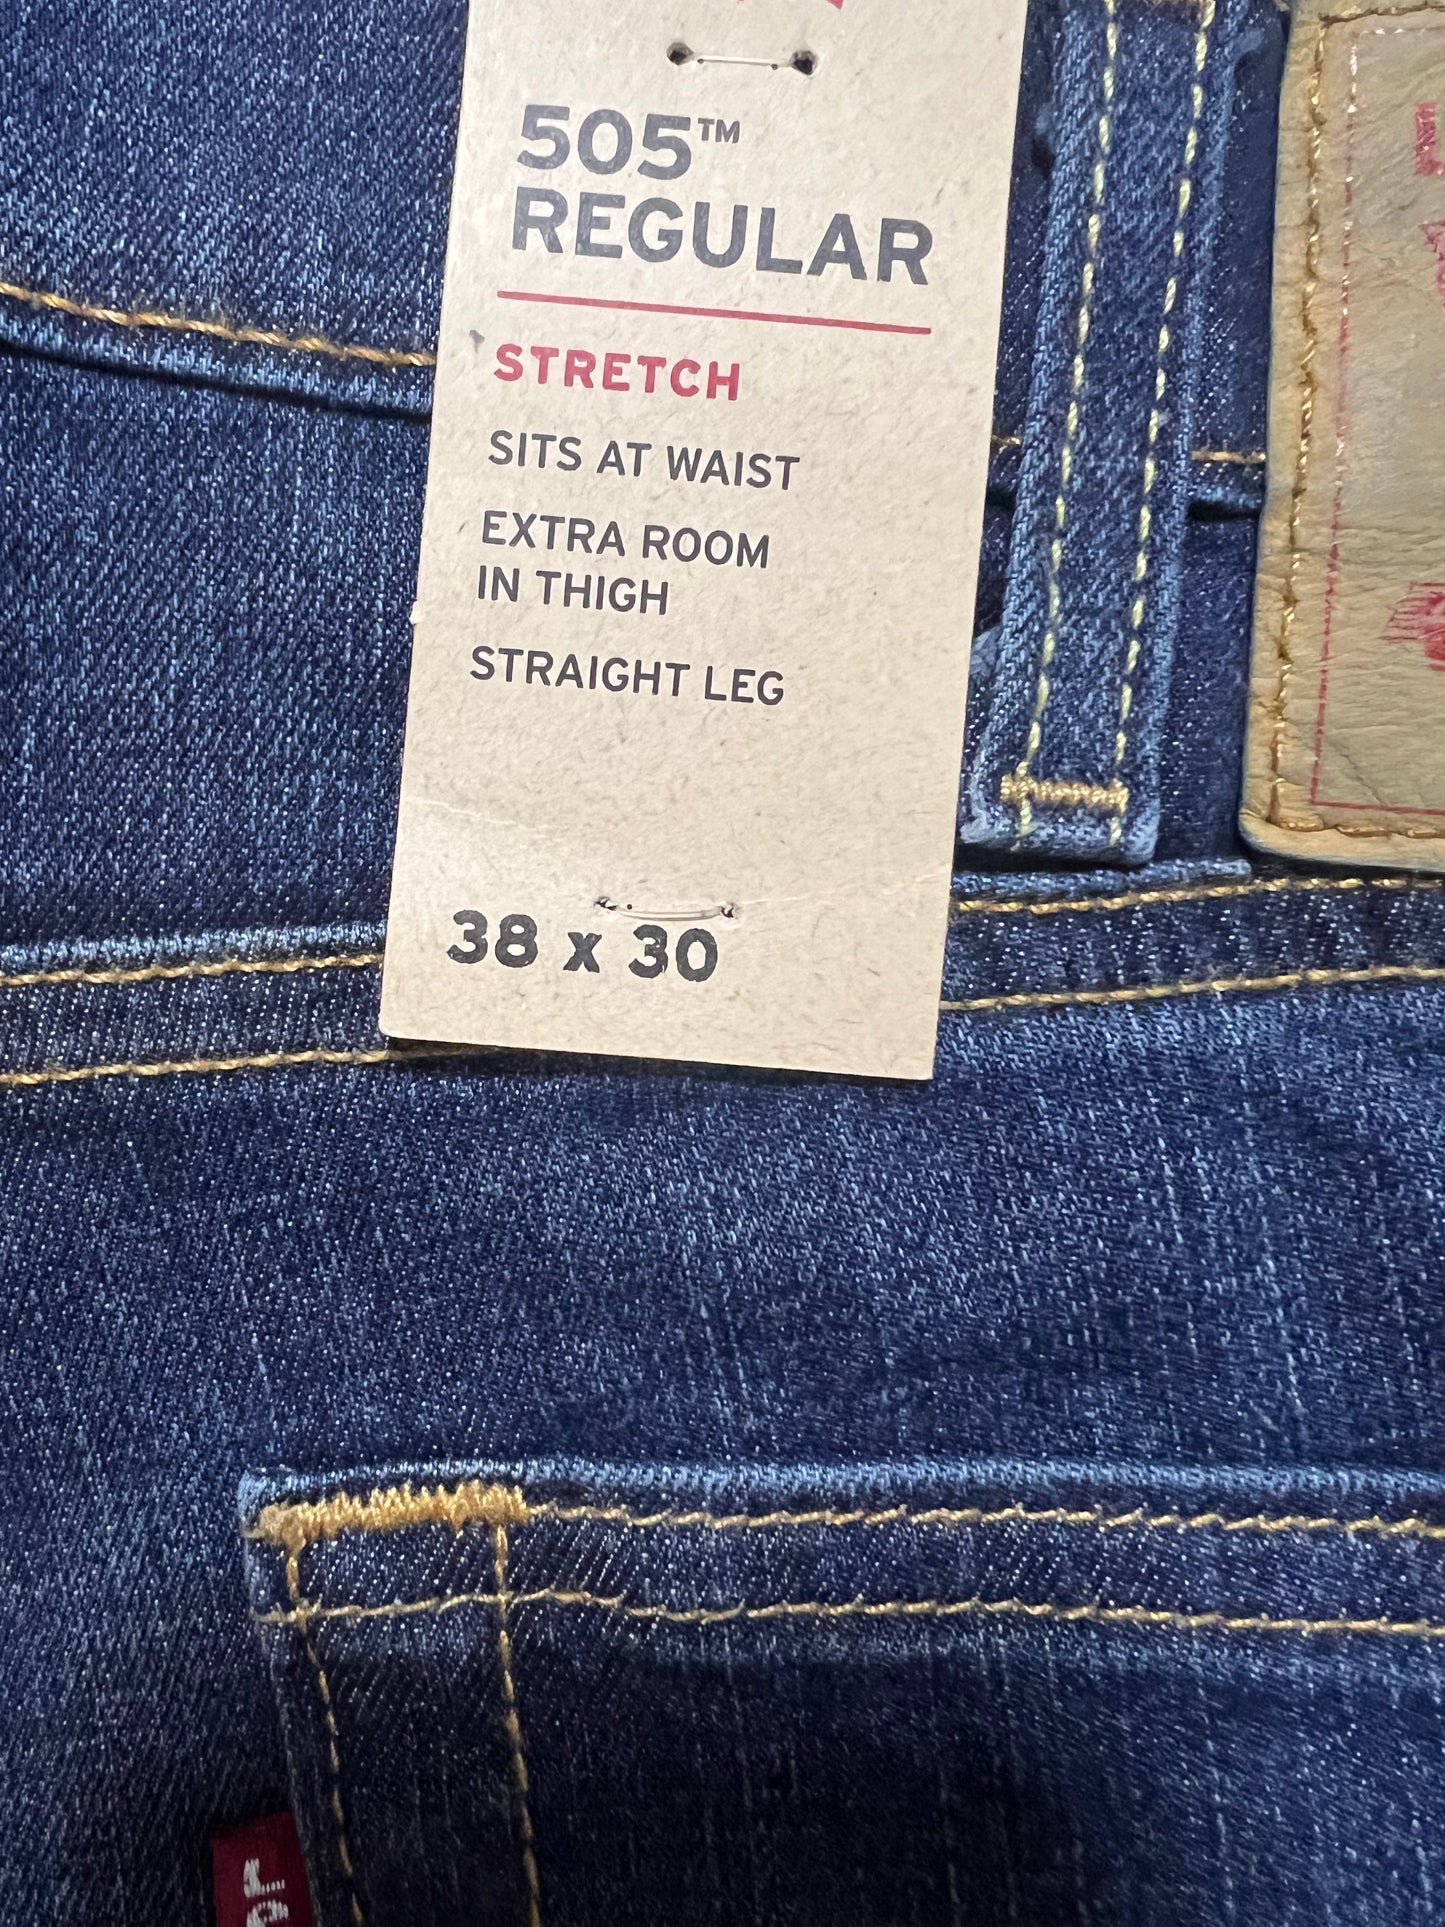 505™
REGULAR
STRETCH
SITS AT WAIST
EXTRA ROOM
IN THIGH
STRAIGHT LEG
38 x 30